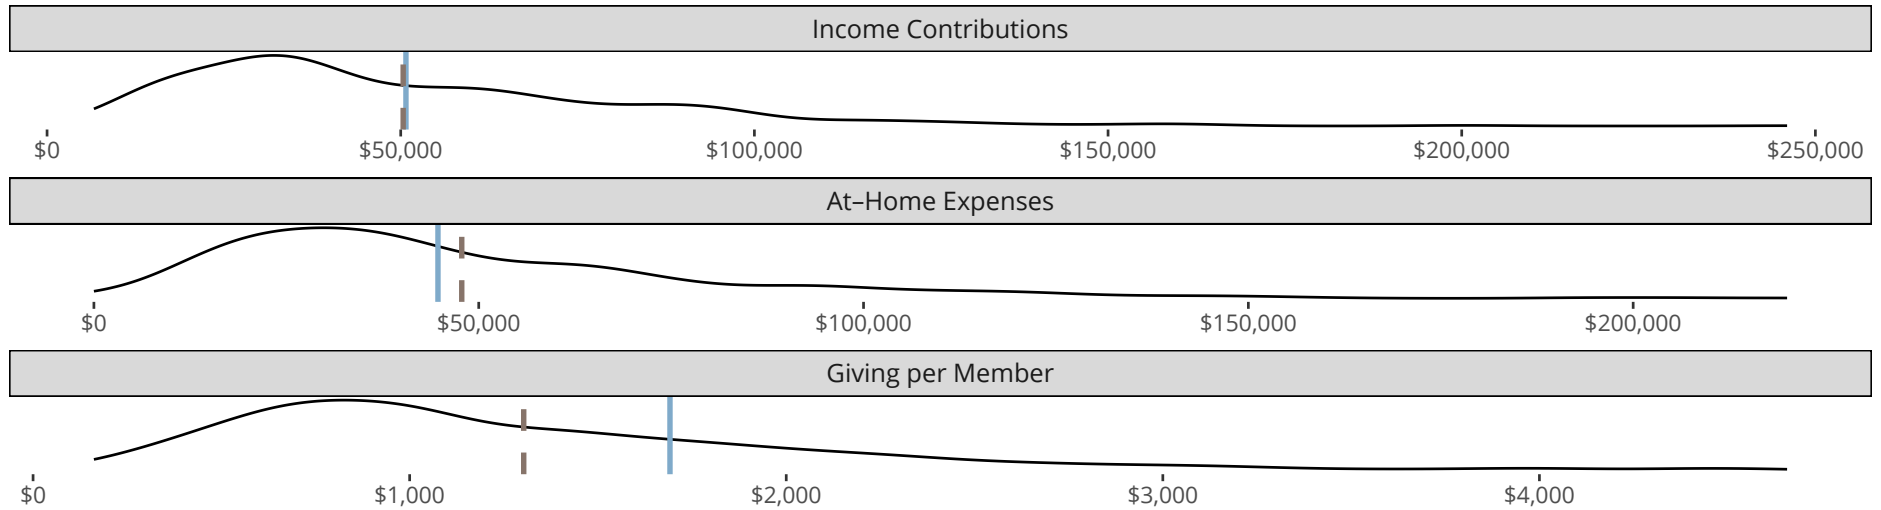 Income Contributions
$0 $50,000 $100,000 $150,000 $200,000 $250,000
At–Home Expenses
$0 $50,000 $100,000 $150,000 $200,000
Giving per Member
$0 $1,000 $2,000 $3,000 $4,000